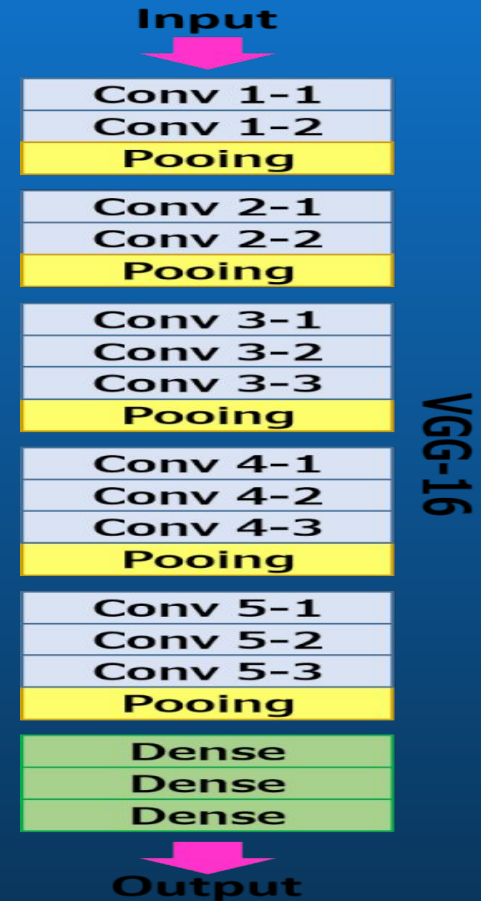 Input
Conv 1-1
Conv 1-2
Pooing
Conv 2-1
Conv 2-2
Pooing
Conv 3-1
Conv 3-2
Conv 3-3
Pooing
Conv 4-1
Conv 4-2
Conv 4-3
Pooing
Conv 5-1
Conv 5-2
Conv 5-3
Pooing
Dense
Dense
Dense
Output
VGG-16